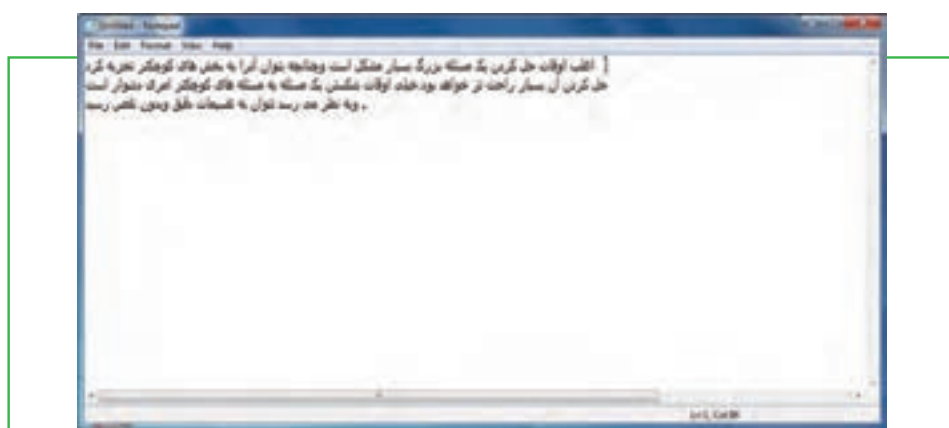 Untitled - Notepad
File Edit Format View Help
اغلب اوقات حل کردن یک مسئله بزرگ بسیار مشکل است وچنانچه بتوان آنرا به بخش های کوچکتر تجزیه کرد
حل کردن آن بسیار راحت تر خواهد بود.خیلی اوقات شکستن یک مسئله به مسئله های کوچکتر امری دشوار است
وبه نظر می رسد نتوان به تقسیمات دقیق وبدون نقص رسید .